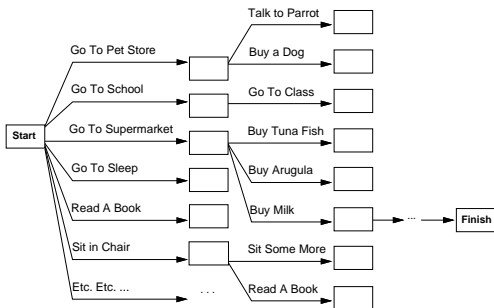 Talk to Parrot
Go To Pet Store
Buy a Dog
Go To School
Go To Class
Go To Supermarket
Buy Tuna Fish
Start
Go To Sleep
Buy Arugula
Read A Book
Buy Milk
...
Finish
Sit in Chair
Sit Some More
Etc. Etc. ...
. . .
Read A Book